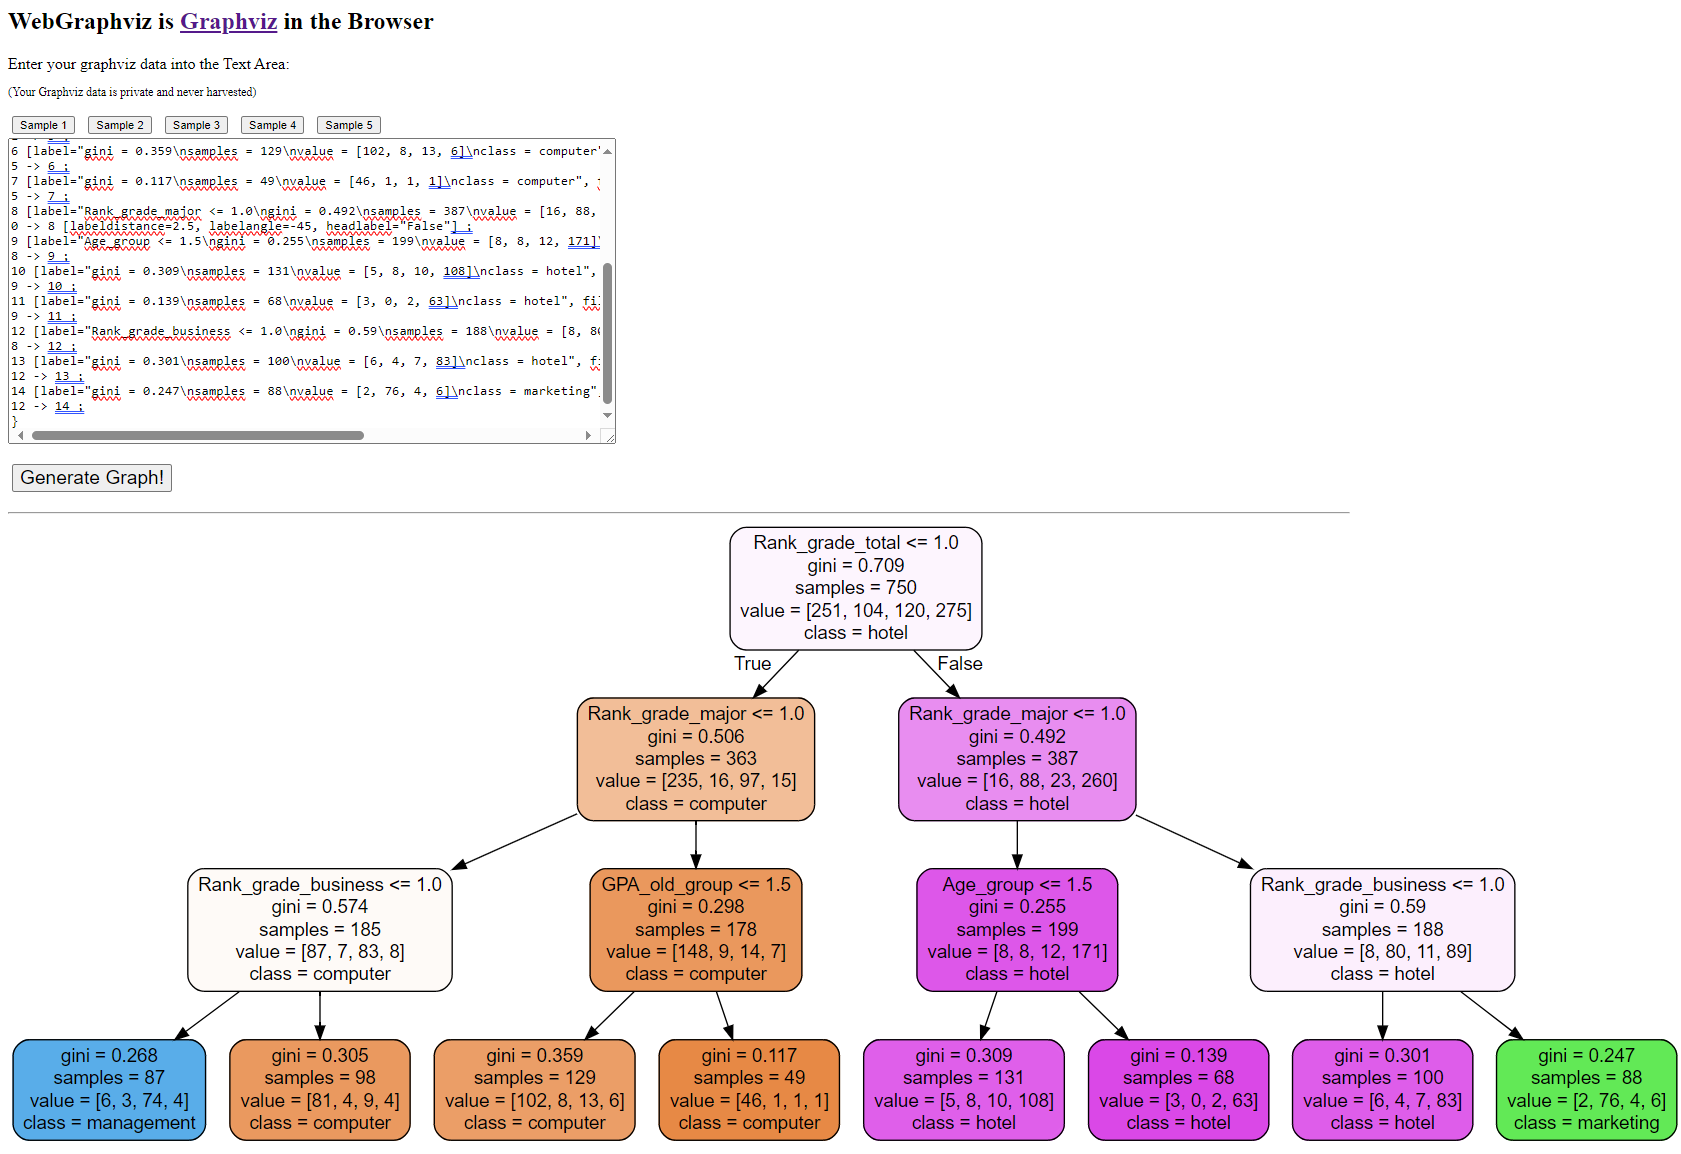 WebGraphviz is Graphviz in the Browser
Enter your graphviz data into the Text Area:
(Your Graphviz data is private and never harvested)
Sample 1 Sample 2 Sample 3 Sample 4 Sample 5
6 [label="gini = 0.359\nsamples = 129\nvalue = [102, 8, 13, 6]\nclass = computer"
5 -> 6 ;
7 [label="gini = 0.117\nsamples = 49\nvalue = [46, 1, 1, 1]\nclass = computer",
5 -> 7 ;
8 [label="Rank_grade_major <= 1.0\ngini = 0.492\nsamples = 387\nvalue = [16, 88,
0 -> 8 [labeldistance=2.5, labelangle=-45, headlabel="False"] ;
9 [label="Age_group <= 1.5\ngini = 0.255\nsamples = 199\nvalue = [8, 8, 12, 171]\
8 -> 9 ;
10 [label="gini = 0.309\nsamples = 131\nvalue = [5, 8, 10, 108]\nclass = hotel",
9 -> 10 ;
11 [label="gini = 0.139\nsamples = 68\nvalue = [3, 0, 2, 63]\nclass = hotel", fil
9 -> 11 ;
12 [label="Rank_grade_business <= 1.0\ngini = 0.59\nsamples = 188\nvalue = [8, 80
8 -> 12 ;
13 [label="gini = 0.301\nsamples = 100\nvalue = [6, 4, 7, 83]\nclass = hotel", f
12 -> 13 ;
14 [label="gini = 0.247\nsamples = 88\nvalue = [2, 76, 4, 6]\nclass = marketing"
12 -> 14 ;
}
Generate Graph!
Rank_grade_total <= 1.0
gini = 0.709
samples = 750
value = [251, 104, 120, 275]
class = hotel
True
False
Rank_grade_major <= 1.0
gini = 0.506
samples = 363
value = [235, 16, 97, 15]
class = computer
Rank_grade_major <= 1.0
gini = 0.492
samples = 387
value = [16, 88, 23, 260]
class = hotel
Rank_grade_business <= 1.0
gini = 0.574
samples = 185
value = [87, 7, 83, 8]
class = computer
GPA_old_group <= 1.5
gini = 0.298
samples = 178
value = [148, 9, 14, 7]
class = computer
Age_group <= 1.5
gini = 0.255
samples = 199
value = [8, 8, 12, 171]
class = hotel
Rank_grade_business <= 1.0
gini = 0.59
samples = 188
value = [8, 80, 11, 89]
class = hotel
gini = 0.268
samples = 87
value = [6, 3, 74, 4]
class = management
gini = 0.305
samples = 98
value = [81, 4, 9, 4]
class = computer
gini = 0.359
samples = 129
value = [102, 8, 13, 6]
class = computer
gini = 0.117
samples = 49
value = [46, 1, 1, 1]
class = computer
gini = 0.309
samples = 131
value = [5, 8, 10, 108]
class = hotel
gini = 0.139
samples = 68
value = [3, 0, 2, 63]
class = hotel
gini = 0.301
samples = 100
value = [6, 4, 7, 83]
class = hotel
gini = 0.247
samples = 88
value = [2, 76, 4, 6]
class = marketing